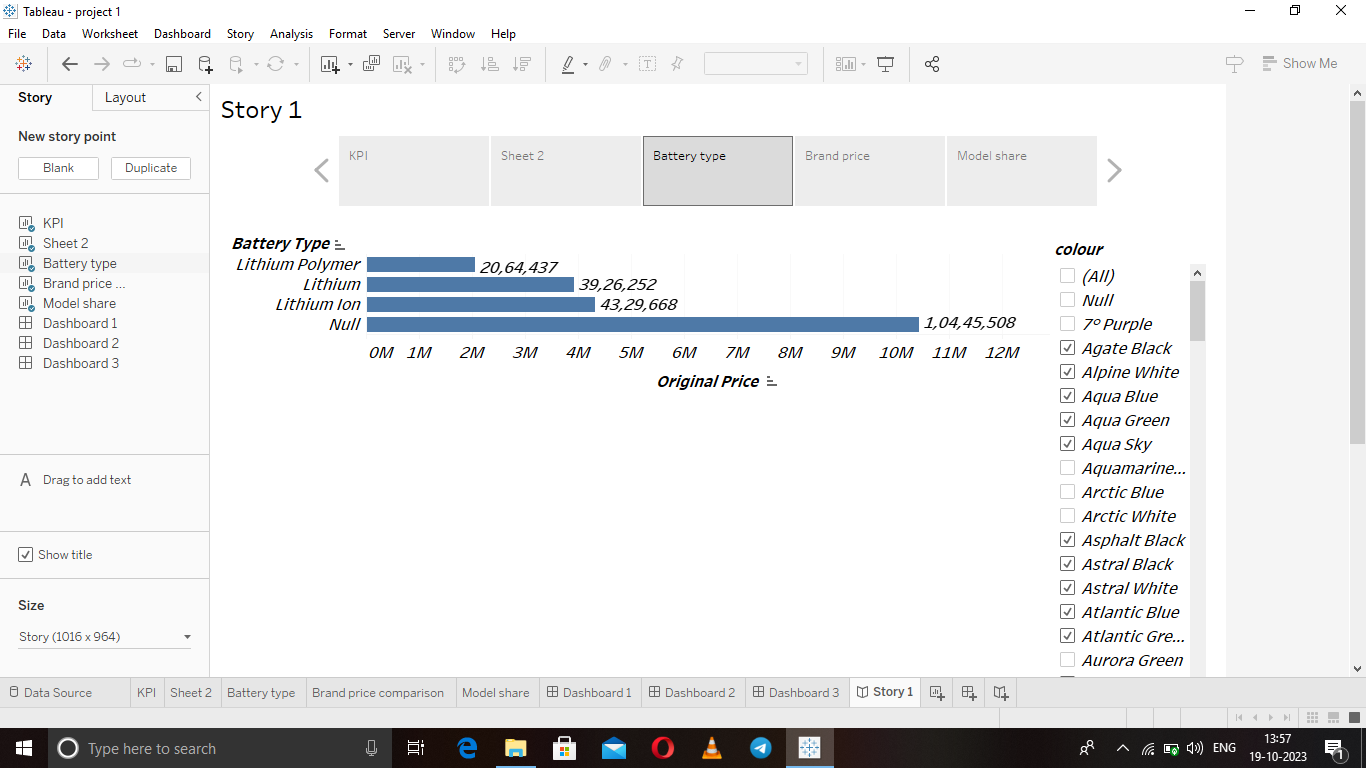 Tableau - project 1
File Data Worksheet Dashboard Story Analysis Format Server Window Help
Show Me
Story Layout
New story point
Blank Duplicate
KPI
Sheet 2
Battery type
Brand price ...
Model share
Dashboard 1
Dashboard 2
Dashboard 3
A Drag to add text
Show title
Size
Story (1016 x 964)
Story 1
KPI Sheet 2 Battery type Brand price Model share
Battery Type
Lithium Polymer 20,64,437
Lithium 39,26,252
Lithium Ion 43,29,668
Null 1,04,45,508
0M 1M 2M 3M 4M 5M 6M 7M 8M 9M 10M 11M 12M
Original Price
colour
(All)
Null
7° Purple
Agate Black
Alpine White
Aqua Blue
Aqua Green
Aqua Sky
Aquamarine...
Arctic Blue
Arctic White
Asphalt Black
Astral Black
Astral White
Atlantic Blue
Atlantic Gre...
Aurora Green
Data Source KPI Sheet 2 Battery type Brand price comparison Model share Dashboard 1 Dashboard 2 Dashboard 3 Story 1
Type here to search
ENG
13:57
19-10-2023
1